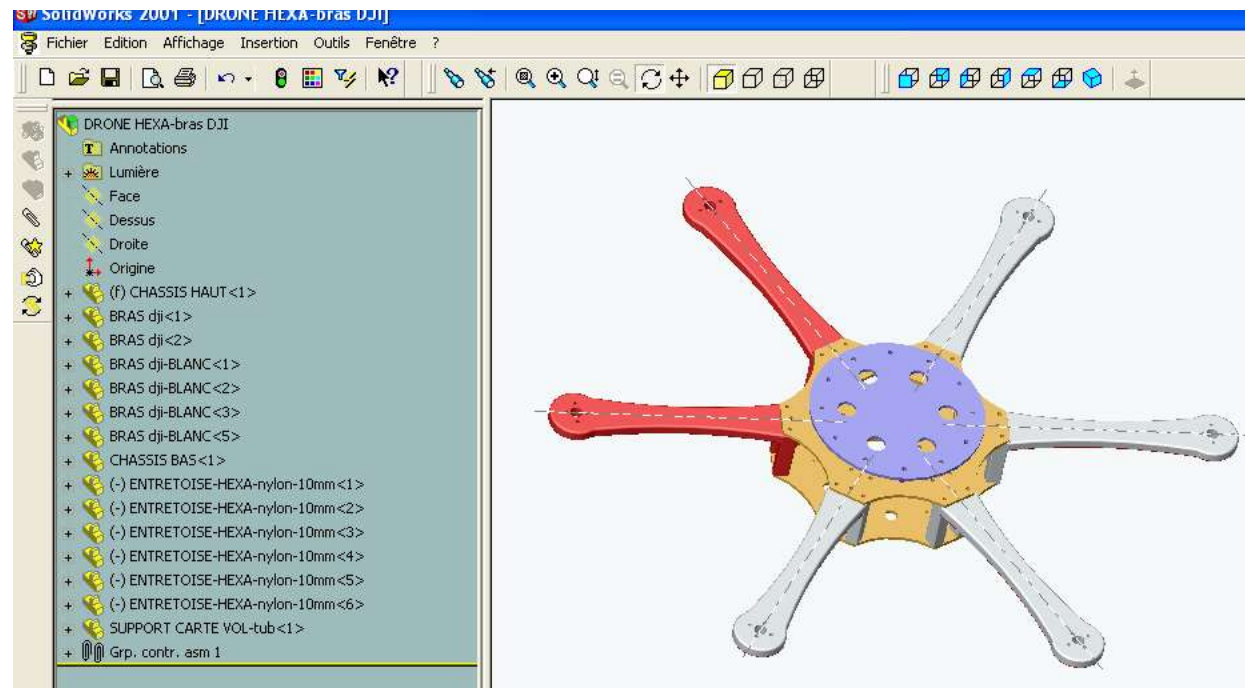 SolidWorks 2001 - [DRONE HEXA-bras DJI]
Fichier Edition Affichage Insertion Outils Fenêtre ?
DRONE HEXA-bras DJI
Annotations
Lumière
Face
Dessus
Droite
Origine
(f) CHASSIS HAUT<1>
BRAS dji<1>
BRAS dji<2>
BRAS dji-BLANC<1>
BRAS dji-BLANC<2>
BRAS dji-BLANC<3>
BRAS dji-BLANC<5>
CHASSIS BAS<1>
(-) ENTRETOISE-HEXA-nylon-10mm<1>
(-) ENTRETOISE-HEXA-nylon-10mm<2>
(-) ENTRETOISE-HEXA-nylon-10mm<3>
(-) ENTRETOISE-HEXA-nylon-10mm<4>
(-) ENTRETOISE-HEXA-nylon-10mm<5>
(-) ENTRETOISE-HEXA-nylon-10mm<6>
SUPPORT CARTE VOL-tub<1>
Grp. contr. asm 1